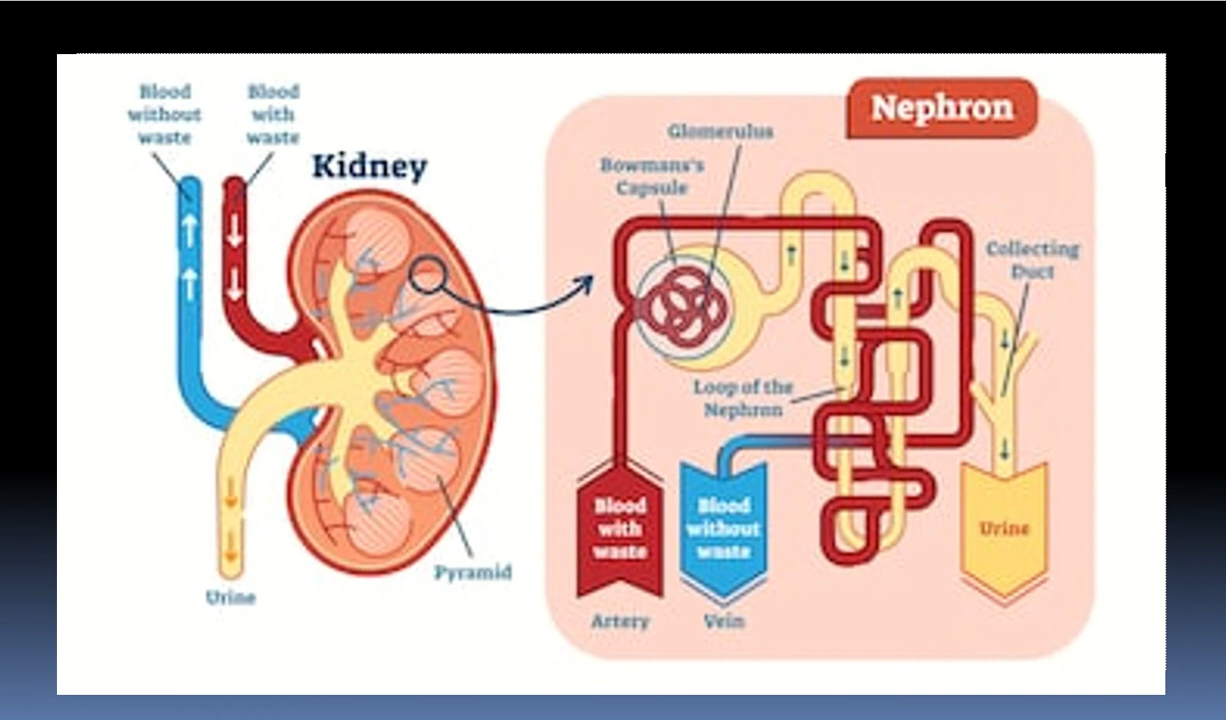 Blood
without
waste
Blood
with
waste
Kidney
Urine
Pyramid
Nephron
Glomerulus
Bowmans's
Capsule
Collecting
Duct
Loop of the
Nephron
Blood
with
waste
Blood
without
waste
Urine
Artery
Vein